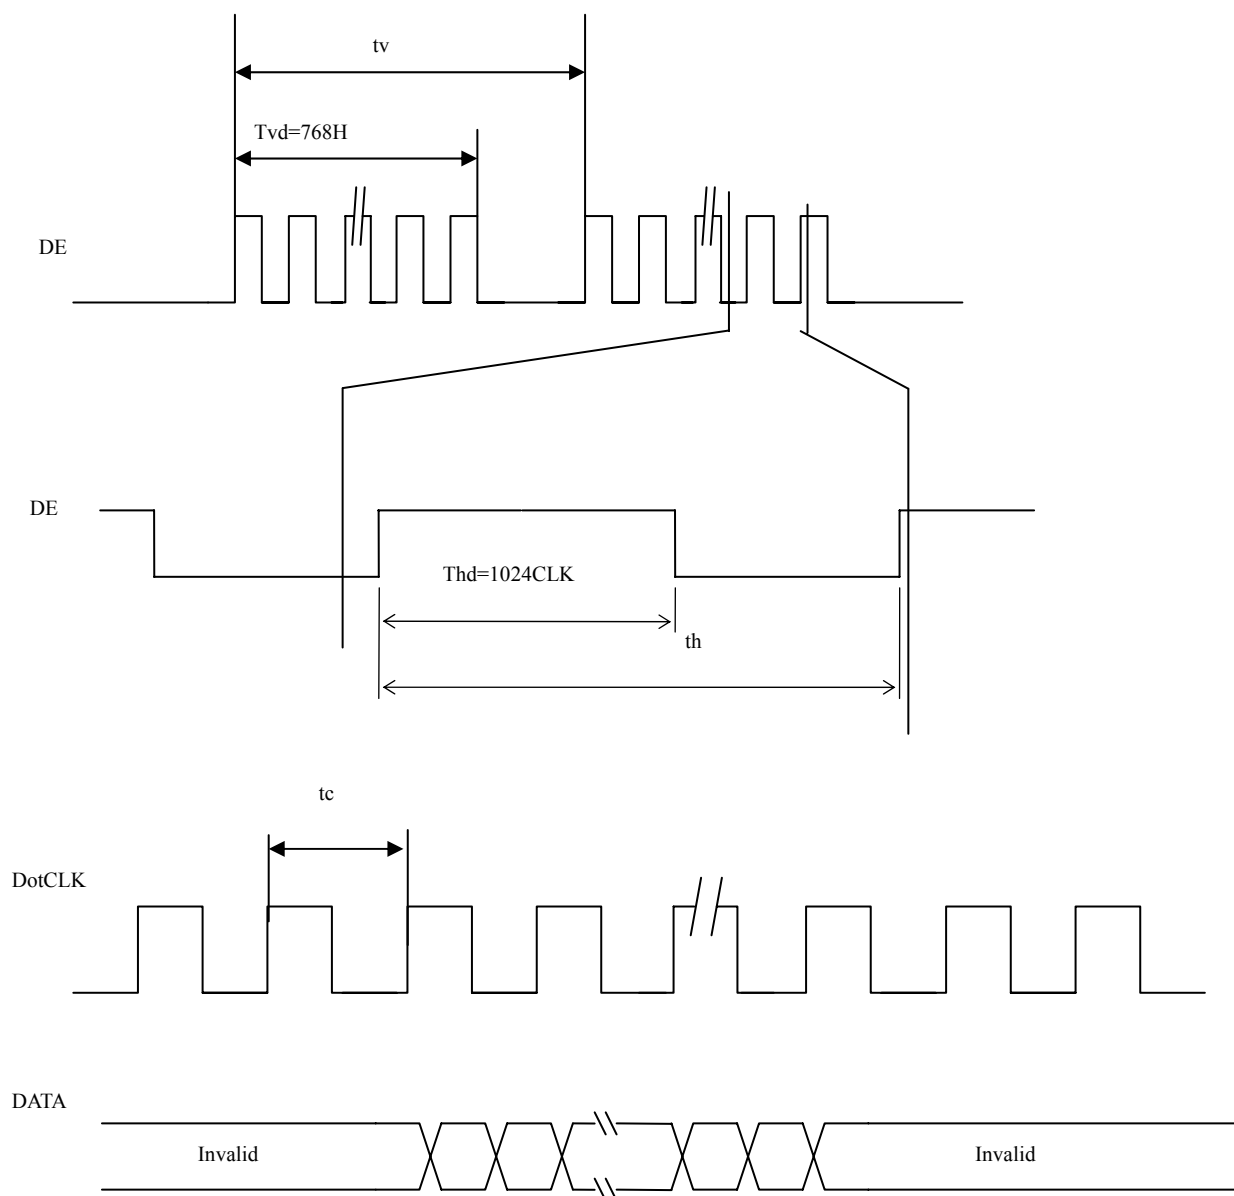 tv
Tvd=768H
DE
DE
Thd=1024CLK
th
tc
DotCLK
DATA
Invalid
Invalid